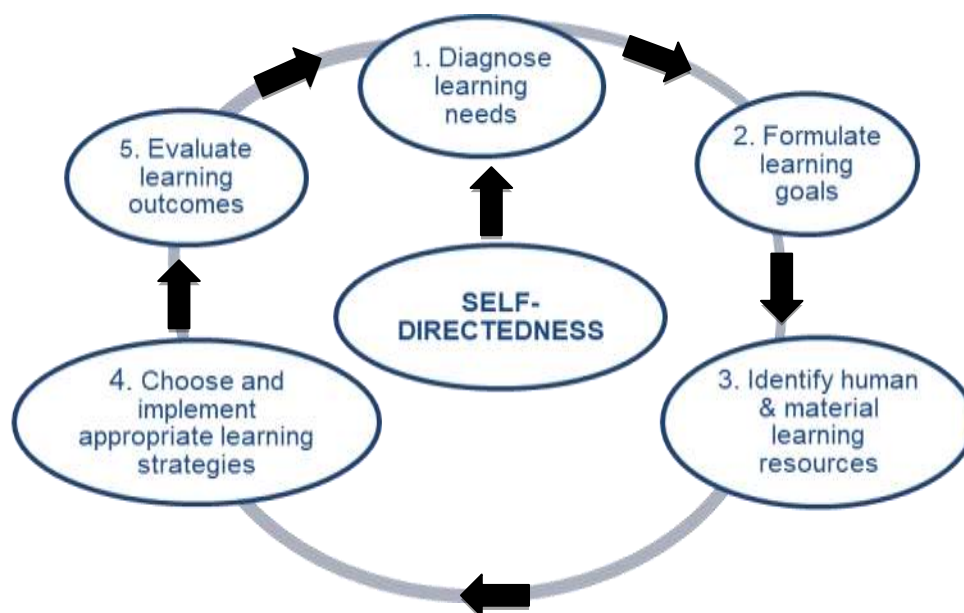 1. Diagnose
learning
needs
2. Formulate
learning
goals
3. Identify human
& material
learning
resources
4. Choose and
implement
appropriate learning
strategies
5. Evaluate
learning
outcomes
SELF-
DIRECTEDNESS